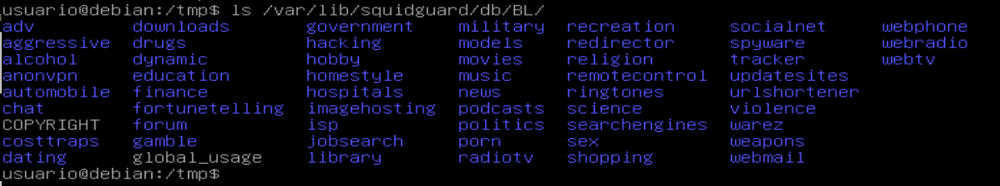 usuario@debian:/tmp$ ls /var/lib/squidguard/db/BL/
adv downloads government military recreation socialnet webphone
aggressive drugs hacking models redirector spyware webradio
alcohol dynamic hobby movies religion tracker webtv
anonvpn education homestyle music remotecontrol updatesites
automobile finance hospitals news ringtones urlshortener
chat fortunetelling imagehosting podcasts science violence
COPYRIGHT forum isp politics searchengines warez
costtraps gamble jobsearch porn sex weapons
dating global_usage library radiotv shopping webmail
usuario@debian:/tmp$